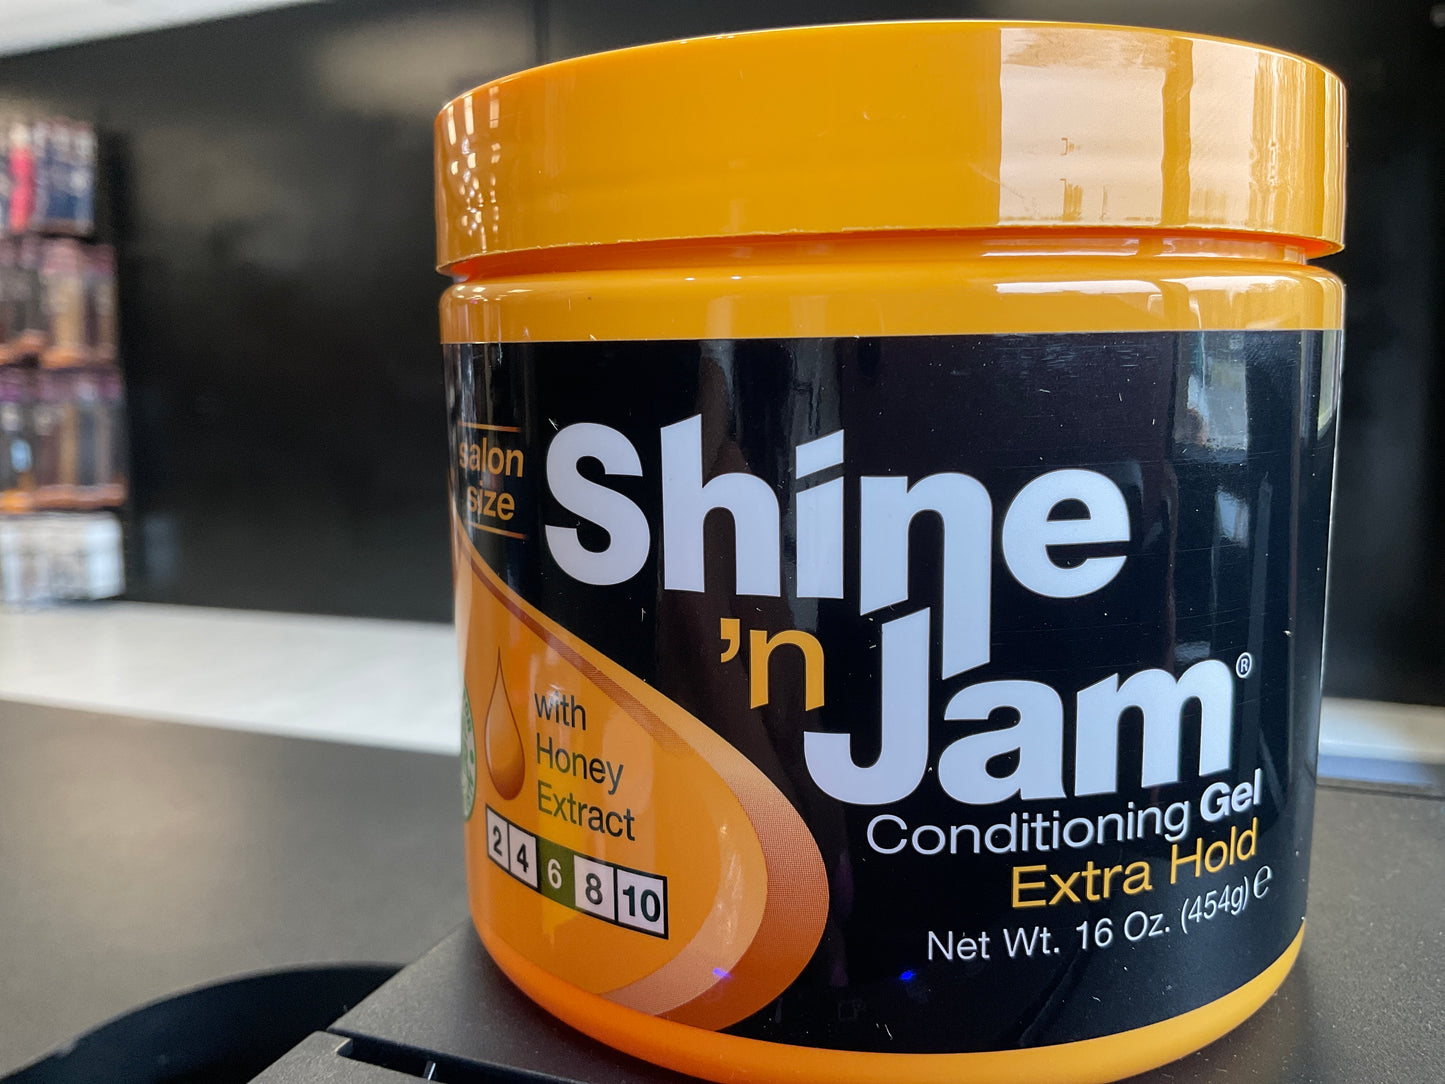 salon
size
Shine
'n Jam®
Conditioning Gel
Extra Hold
Net Wt. 16 Oz. (454g) ℮
with
Honey
Extract
2 4 6 8 10